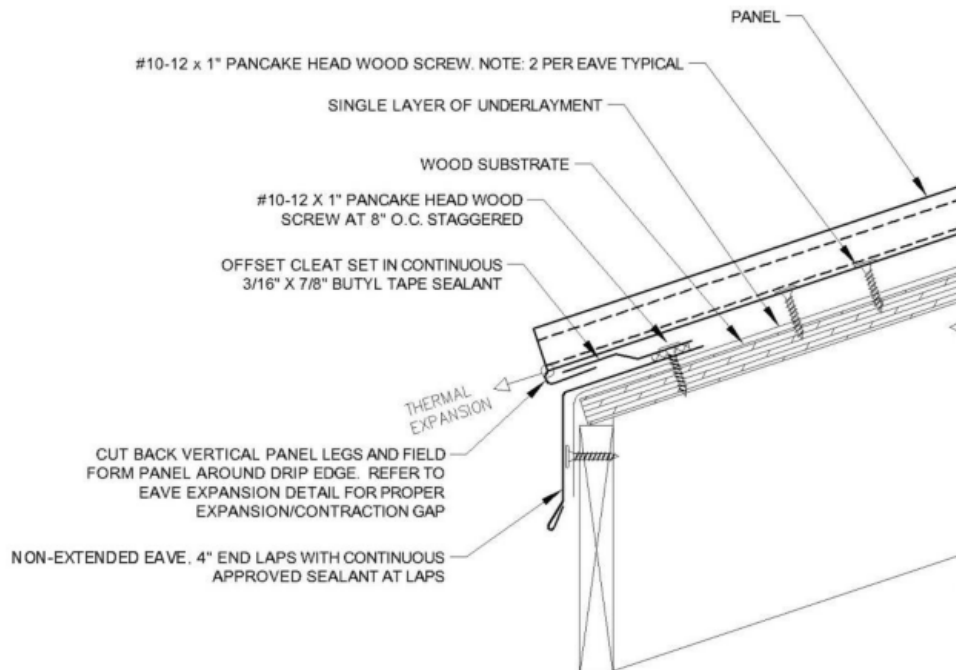 PANEL
#10-12 x 1" PANCAKE HEAD WOOD SCREW. NOTE: 2 PER EAVE TYPICAL
SINGLE LAYER OF UNDERLAYMENT
WOOD SUBSTRATE
#10-12 X 1" PANCAKE HEAD WOOD
SCREW AT 8" O.C. STAGGERED
OFFSET CLEAT SET IN CONTINUOUS
3/16" X 7/8" BUTYL TAPE SEALANT
THERMAL
EXPANSION
CUT BACK VERTICAL PANEL LEGS AND FIELD
FORM PANEL AROUND DRIP EDGE. REFER TO
EAVE EXPANSION DETAIL FOR PROPER
EXPANSION/CONTRACTION GAP
NON-EXTENDED EAVE. 4" END LAPS WITH CONTINUOUS
APPROVED SEALANT AT LAPS